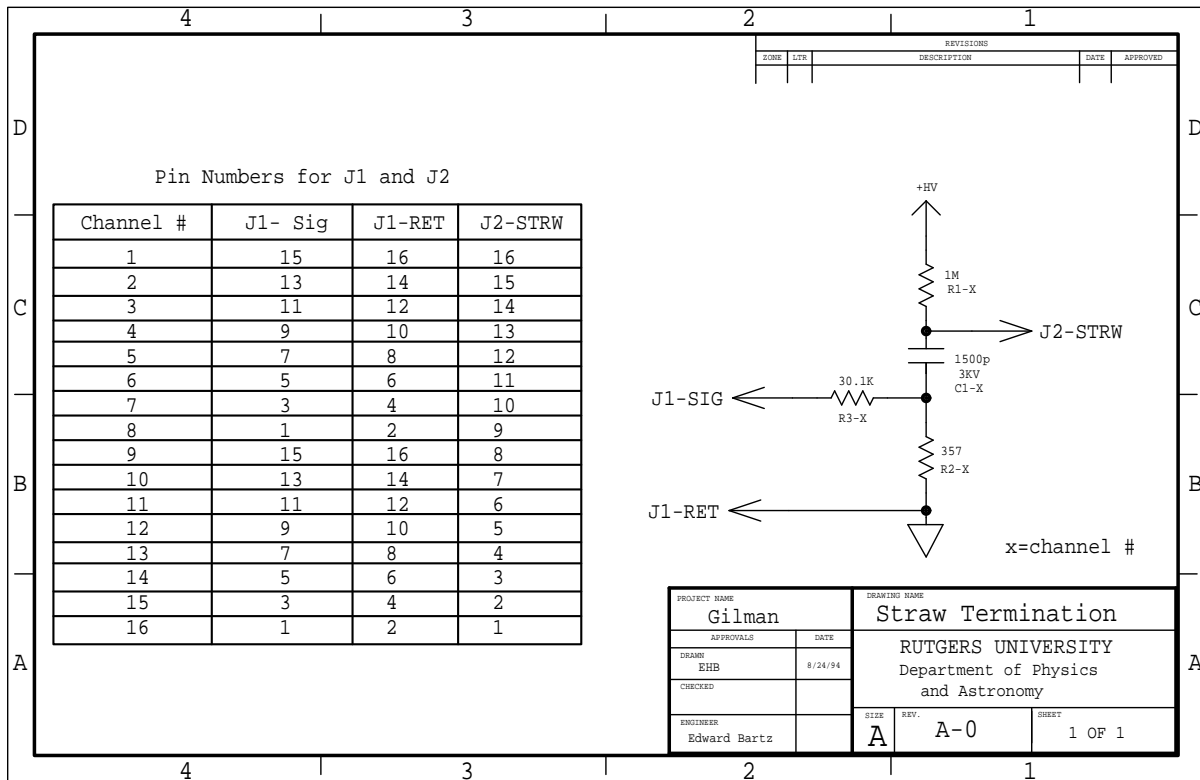 4 3 2 1
REVISIONS
ZONE LTR DESCRIPTION DATE APPROVED
D D
Pin Numbers for J1 and J2
Channel # J1- Sig J1-RET J2-STRW
1 15 16 16
2 13 14 15
3 11 12 14
4 9 10 13
5 7 8 12
6 5 6 11
7 3 4 10
8 1 2 9
9 15 16 8
10 13 14 7
11 11 12 6
12 9 10 5
13 7 8 4
14 5 6 3
15 3 4 2
16 1 2 1
+HV
1M
R1-X
C C
J2-STRW
1500p
3KV
C1-X
30.1K
J1-SIG
R3-X
357
R2-X
B B
J1-RET
x=channel #
PROJECT NAME
Gilman
APPROVALS DATE
DRAWN
EHB 8/24/94
CHECKED
ENGINEER
Edward Bartz
DRAWING NAME
Straw Termination
RUTGERS UNIVERSITY
Department of Physics
and Astronomy
SIZE
A
REV.
A-0
SHEET
1 OF 1
A A
4 3 2 1